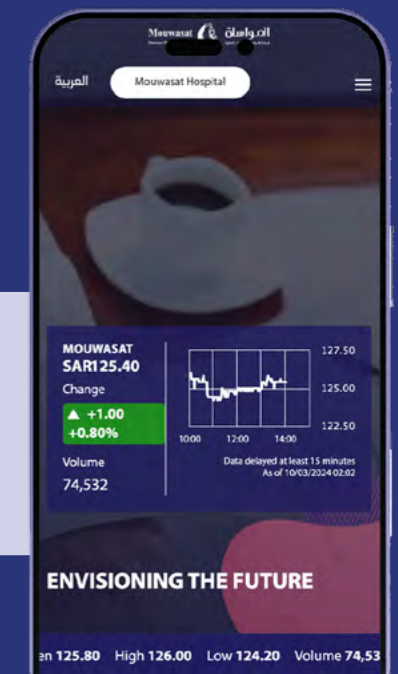 Mouwasat المواساة
العربية
Mouwasat Hospital
MOUWASAT
SAR125.40
Change
▲ +1.00
+0.80%
Volume
74,532
127.50
125.00
122.50
10:00 12:00 14:00
Data delayed at least 15 minutes
As of 10/03/2024 02:02
ENVISIONING THE FUTURE
en 125.80 High 126.00 Low 124.20 Volume 74,53